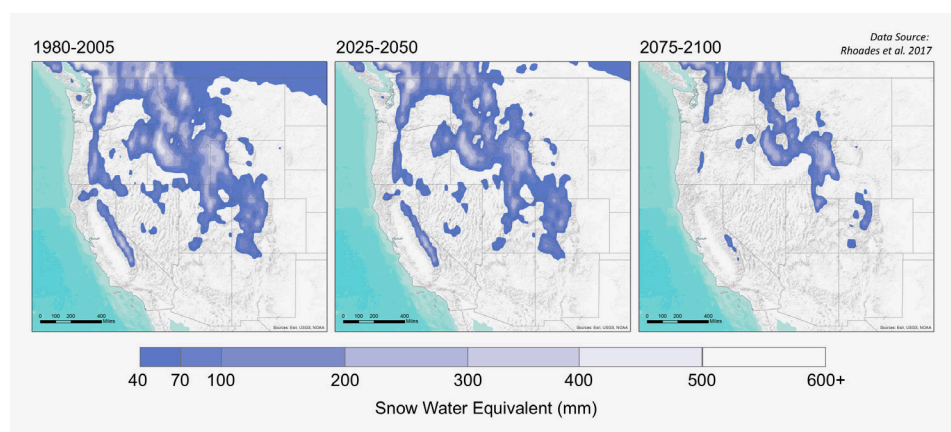 Data Source:
Rhoades et al. 2017
1980-2005
2025-2050
2075-2100
0 100 200 400
Miles
Sources: Esri, USGS, NOAA
0 100 200 400
Miles
Sources: Esri, USGS, NOAA
0 100 200 400
Miles
Sources: Esri, USGS, NOAA
40 70 100 200 300 400 500 600+
Snow Water Equivalent (mm)